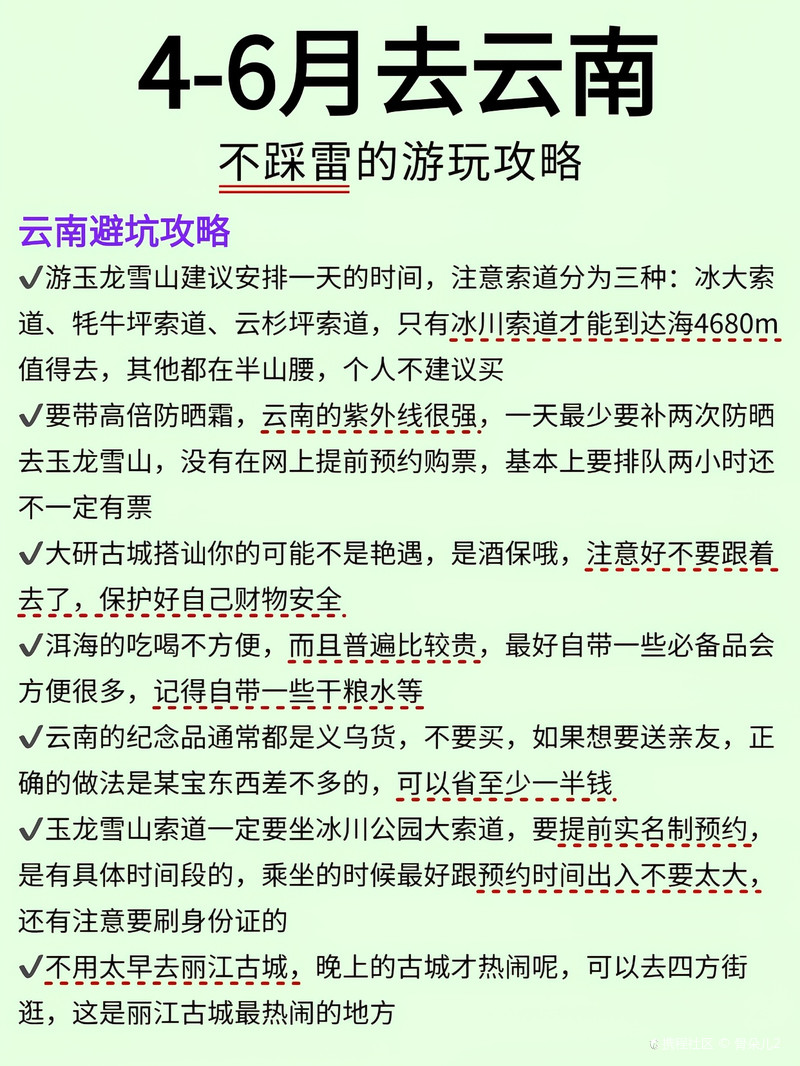 4-6月去云南
不踩雷的游玩攻略
云南避坑攻略
✔游玉龙雪山建议安排一天的时间，注意索道分为三种：冰大索
道、牦牛坪索道、云杉坪索道，只有冰川索道才能到达海4680m
值得去，其他都在半山腰，个人不建议买
✔要带高倍防晒霜，云南的紫外线很强，一天最少要补两次防晒
去玉龙雪山，没有在网上提前预约购票，基本上要排队两小时还
不一定有票
✔大研古城搭讪你的可能不是艳遇，是酒保哦，注意好不要跟着
去了，保护好自己财物安全
✔洱海的吃喝不方便，而且普遍比较贵，最好自带一些必备品会
方便很多，记得自带一些干粮水等
✔云南的纪念品通常都是义乌货，不要买，如果想要送亲友，正
确的做法是某宝东西差不多的，可以省至少一半钱
✔玉龙雪山索道一定要坐冰川公园大索道，要提前实名制预约，
是有具体时间段的，乘坐的时候最好跟预约时间出入不要太大，
还有注意要刷身份证的
✔不用太早去丽江古城，晚上的古城才热闹呢，可以去四方街
逛，这是丽江古城最热闹的地方